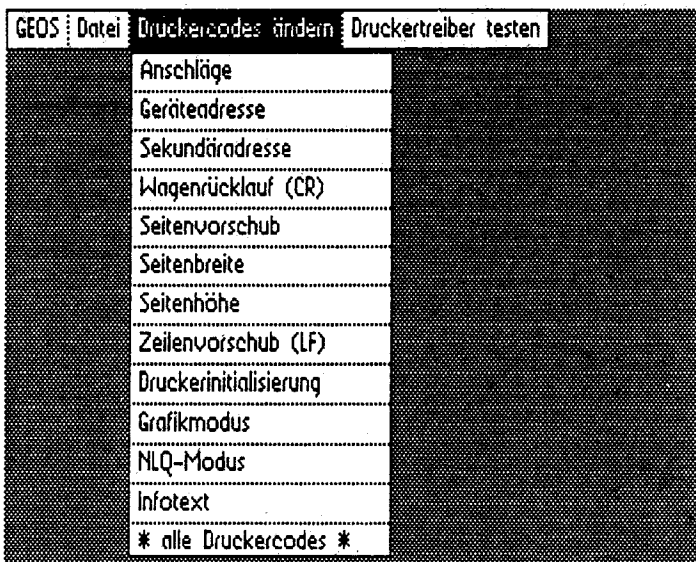 GEOS Datei Druckercodes ändern Druckertreiber testen
Anschläge
Geräteadresse
Sekundäradresse
Wagenrücklauf (CR)
Seitenvorschub
Seitenbreite
Seitenhöhe
Zeilenvorschub (LF)
Druckerinitialisierung
Grafikmodus
NLQ-Modus
Infotext
* alle Druckercodes *